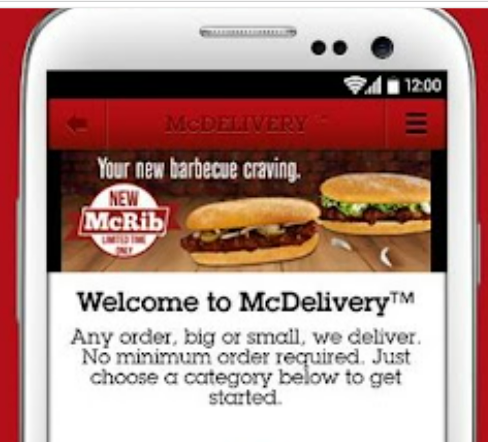 12:00
McDELIVERY™
Your new barbecue craving.
NEW
McRib
LIMITED TIME
ONLY
Welcome to McDelivery™
Any order, big or small, we deliver.
No minimum order required. Just
choose a category below to get
started.